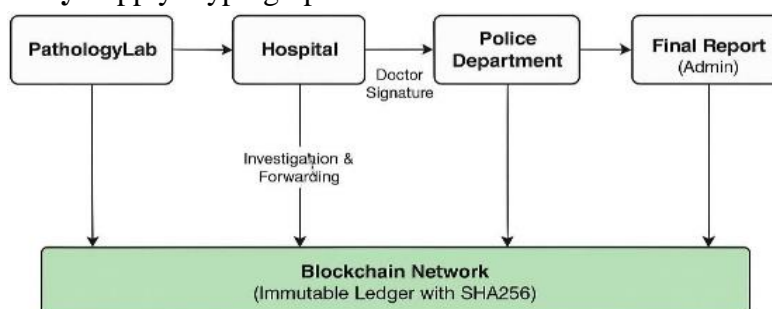 PathologyLab
Hospital
Doctor
Signature
Police
Department
Final Report
(Admin)
Investigation &
Forwarding
Blockchain Network
(Immutable Ledger with SHA256)